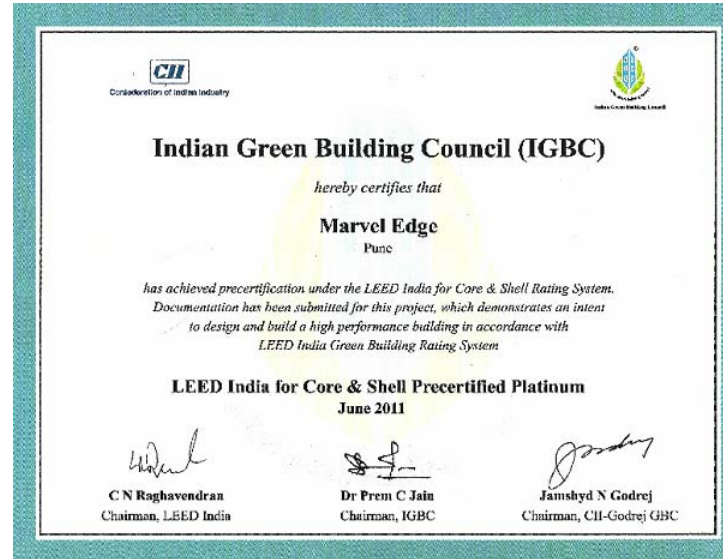 CII
Confederation of Indian Industry
Indian Green Building Council
Indian Green Building Council (IGBC)
hereby certifies that
Marvel Edge
Pune
has achieved precertification under the LEED India for Core & Shell Rating System.
Documentation has been submitted for this project, which demonstrates an intent
to design and build a high performance building in accordance with
LEED India Green Building Rating System
LEED India for Core & Shell Precertified Platinum
June 2011
C N Raghavendran
Chairman, LEED India
Dr Prem C Jain
Chairman, IGBC
Jamshyd N Godrej
Chairman, CII-Godrej GBC